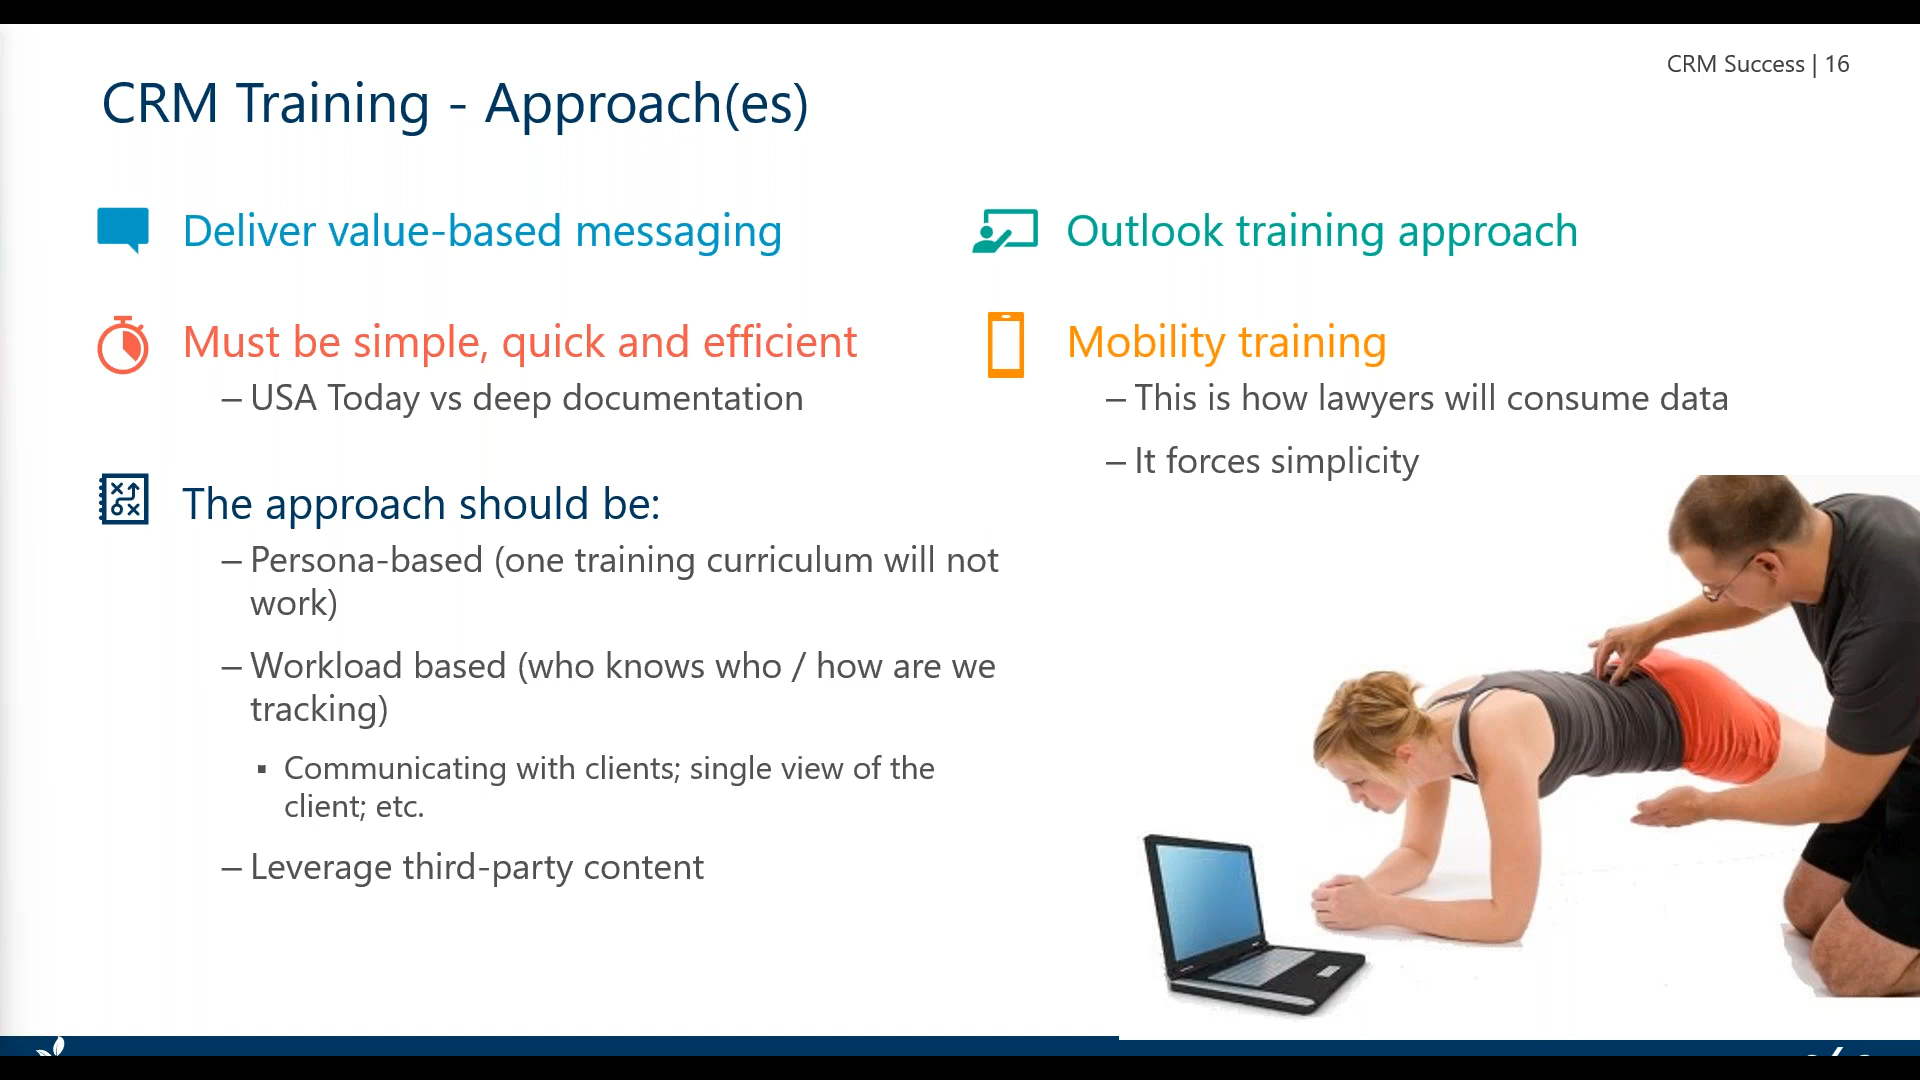 CRM Success | 16
CRM Training - Approach(es)
Deliver value-based messaging
Must be simple, quick and efficient
– USA Today vs deep documentation
The approach should be:
– Persona-based (one training curriculum will not
work)
– Workload based (who knows who / how are we
tracking)
▪ Communicating with clients; single view of the
client; etc.
– Leverage third-party content
Outlook training approach
Mobility training
– This is how lawyers will consume data
– It forces simplicity